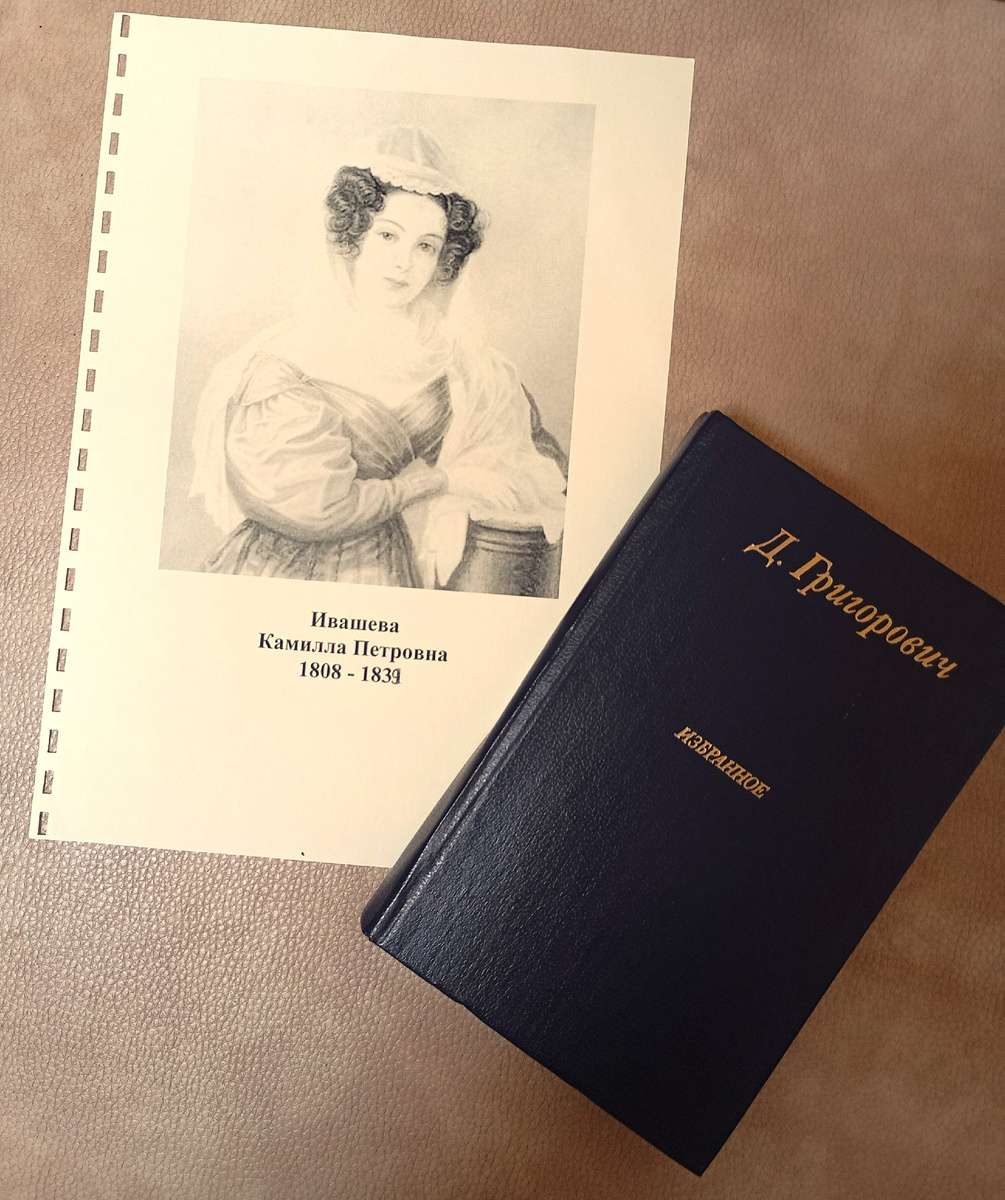 Ивашева
Камилла Петровна
1808 - 1839
Д. Григорович
ИЗБРАННОЕ